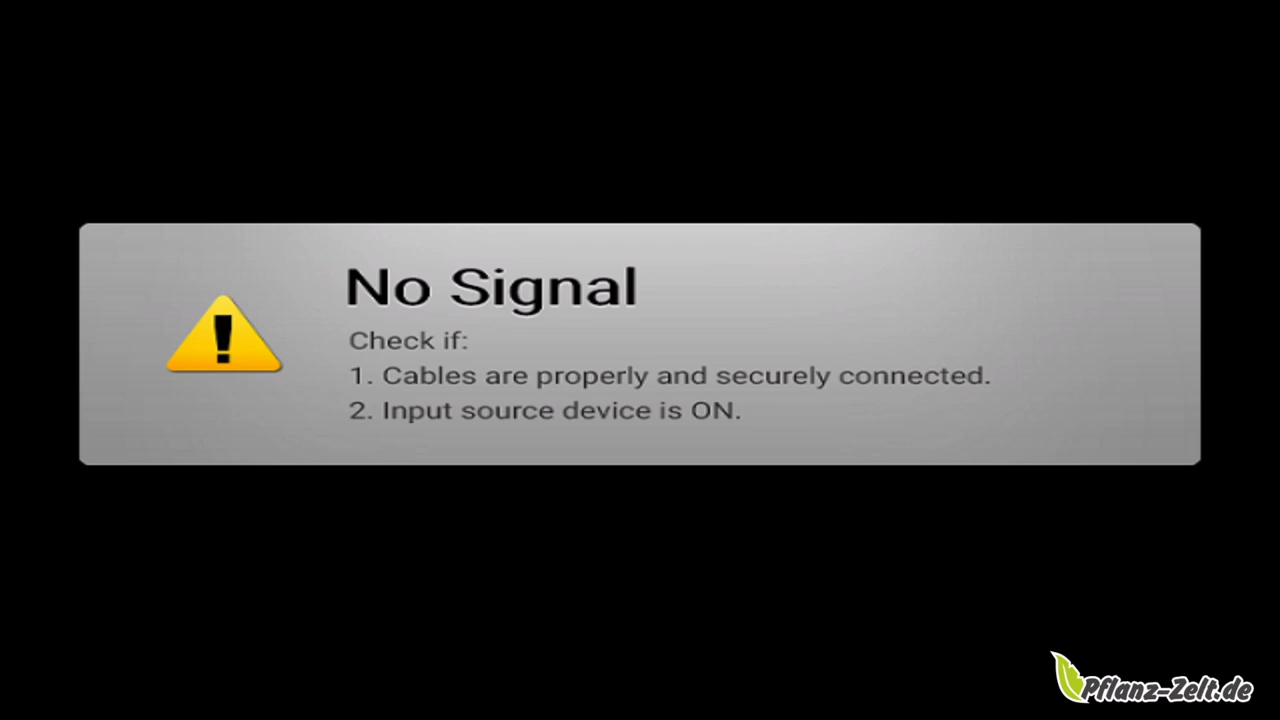 No Signal
Check if:
1. Cables are properly and securely connected.
2. Input source device is ON.
Pflanz-Zelt.de